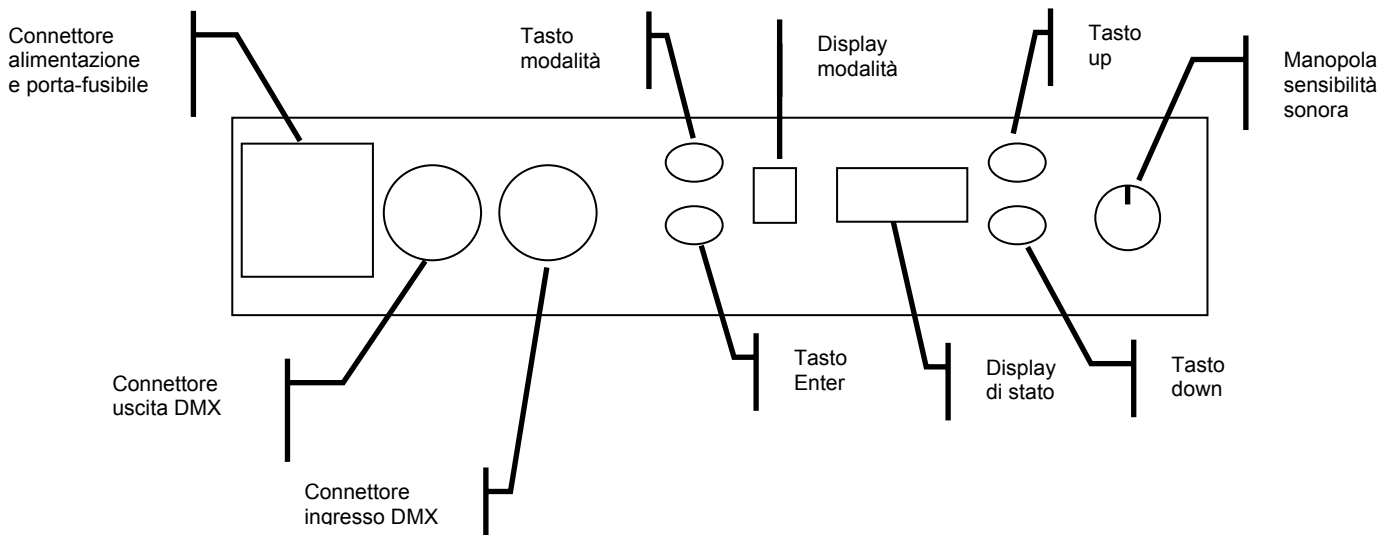 Connettore
alimentazione
e porta-fusibile
Tasto
modalità
Display
modalità
Tasto
up
Manopola
sensibilità
sonora
Connettore
uscita DMX
Connettore
ingresso DMX
Tasto
Enter
Display
di stato
Tasto
down